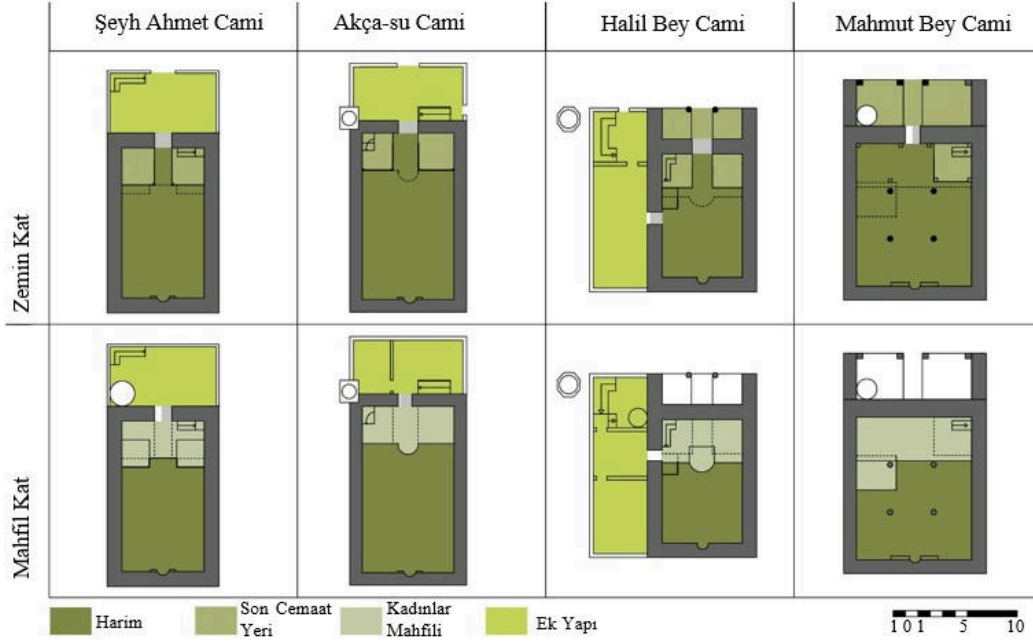 Şeyh Ahmet Cami
Akça-su Cami
Halil Bey Cami
Mahmut Bey Cami
Zemin Kat
Mahfil Kat
Harim
Son Cemaat
Yeri
Kadınlar
Mahfili
Ek Yapı
1 0 1 5 10